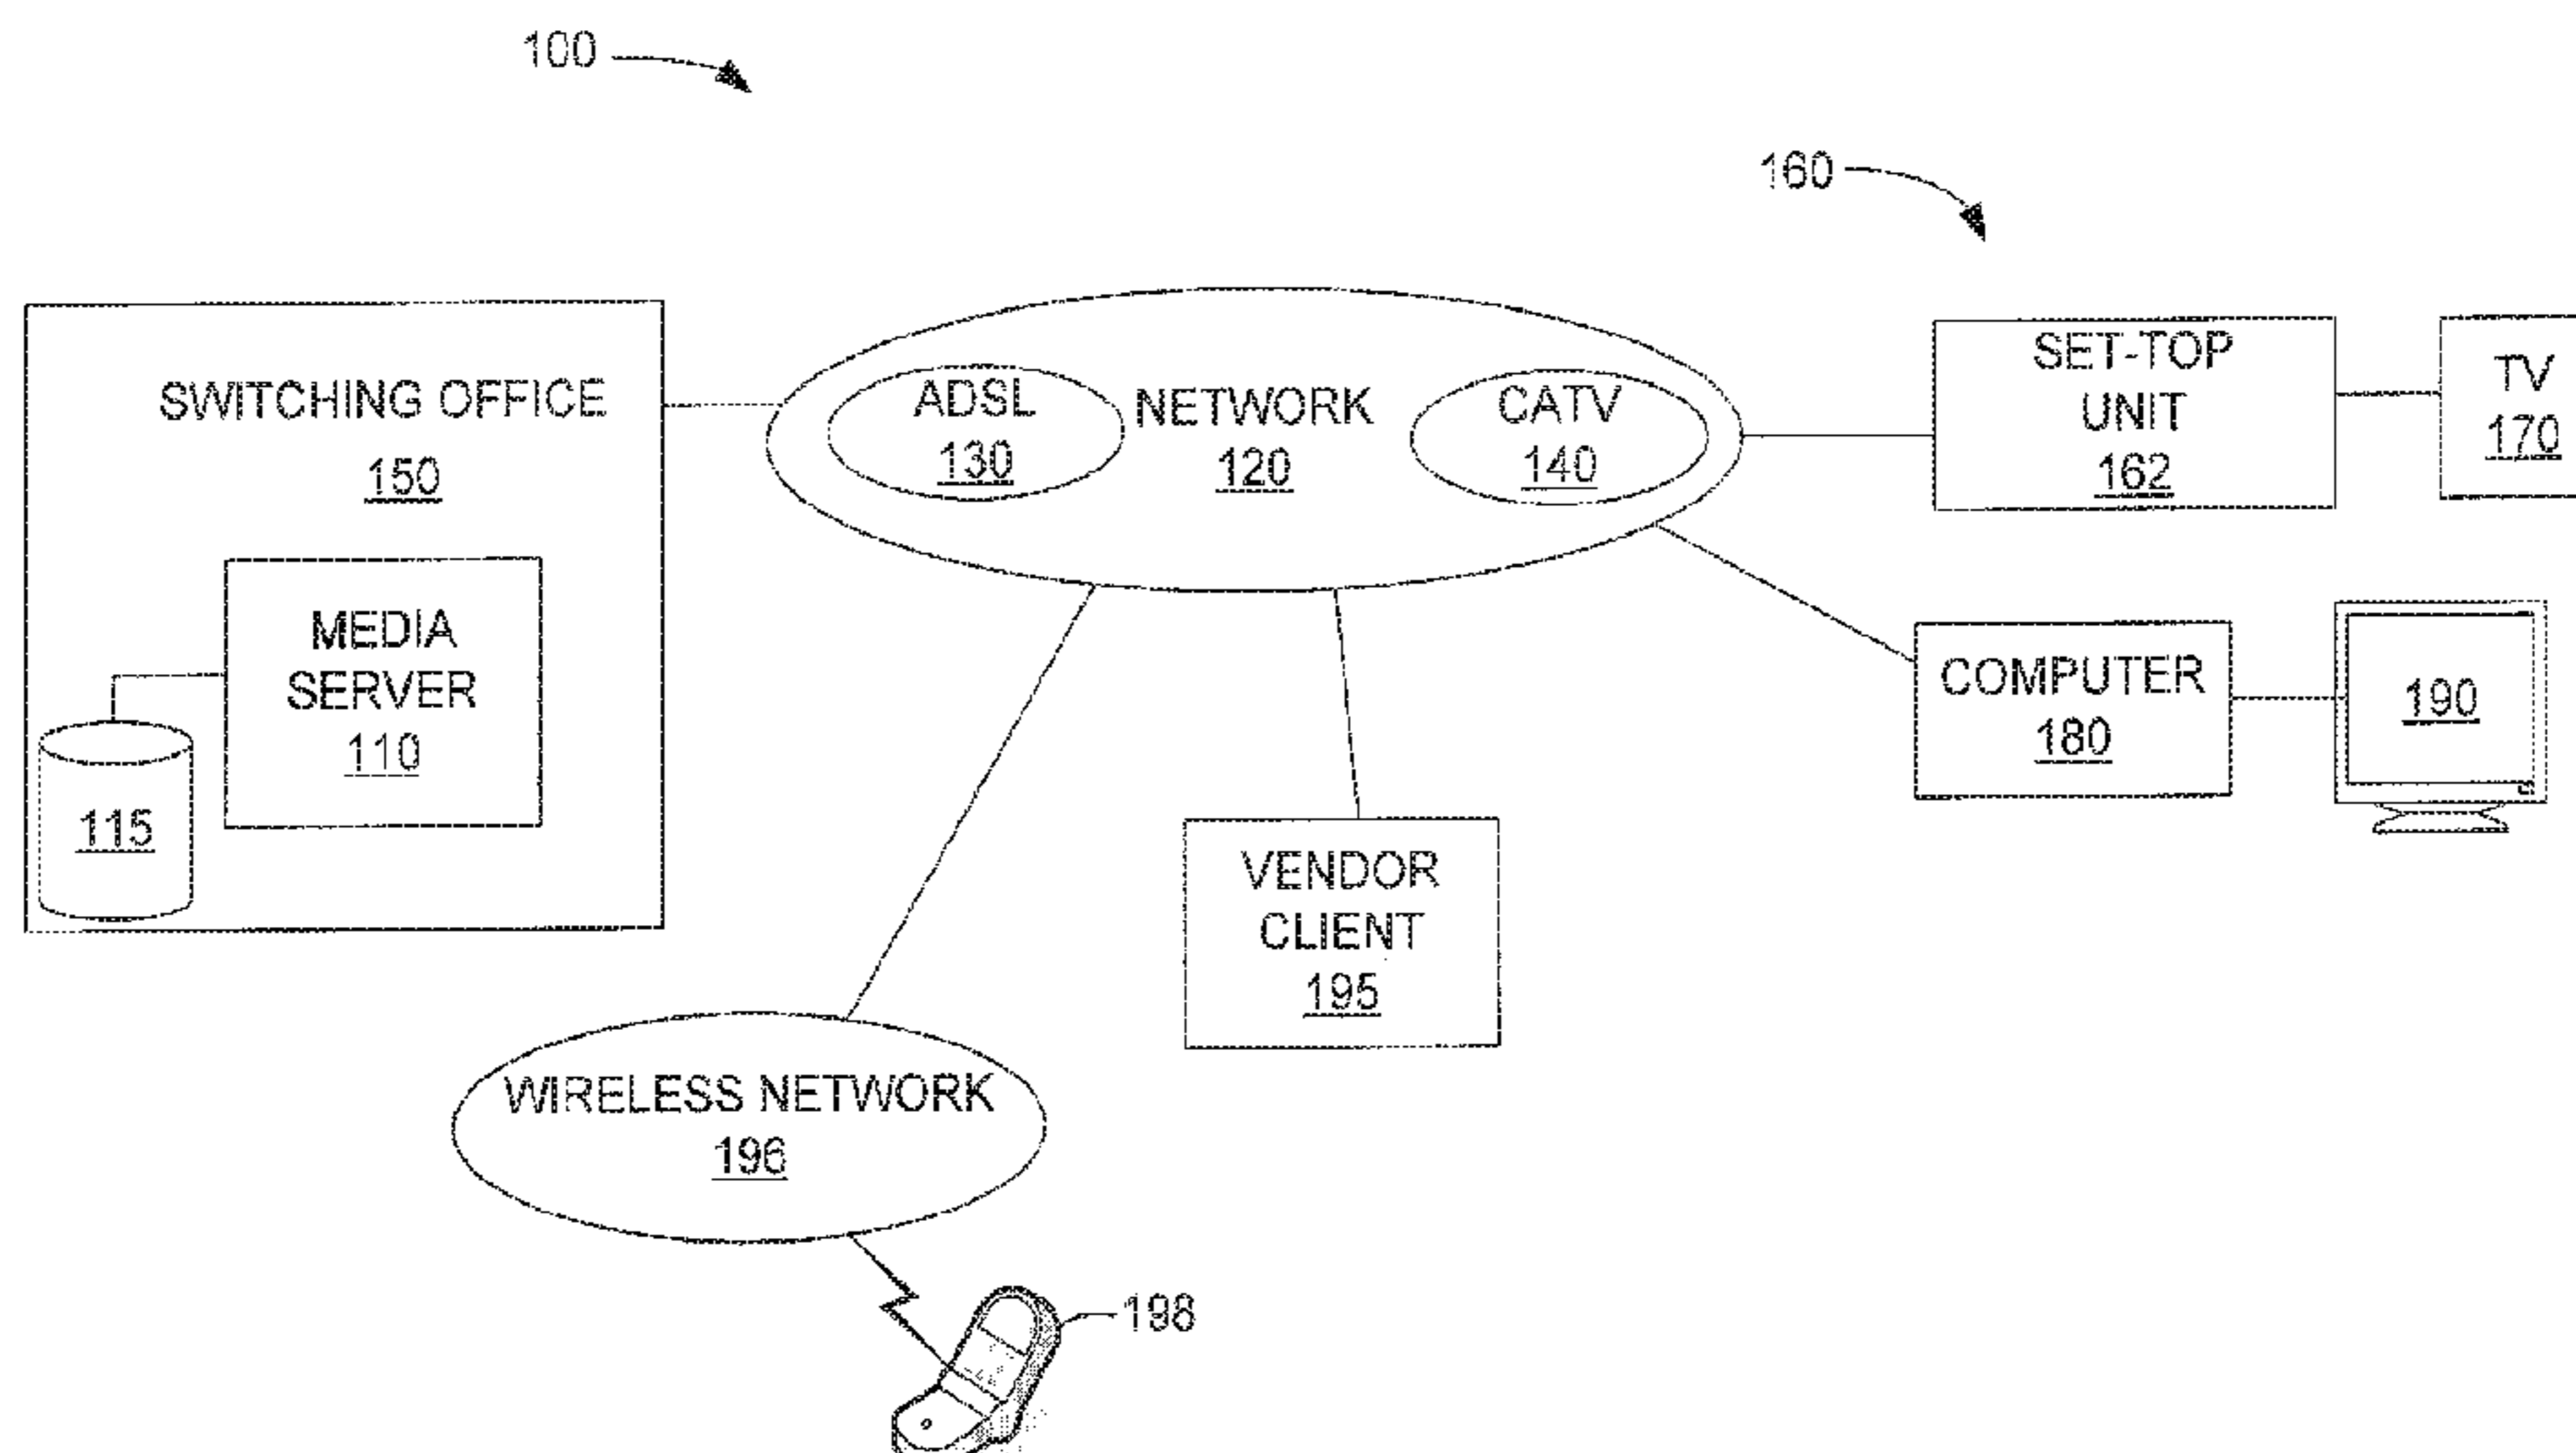 100
160
SWITCHING OFFICE
150
MEDIA
SERVER
110
115
ADSL
130
NETWORK
120
CATV
140
SET-TOP
UNIT
162
TV
170
COMPUTER
180
190
VENDOR
CLIENT
195
WIRELESS NETWORK
196
198